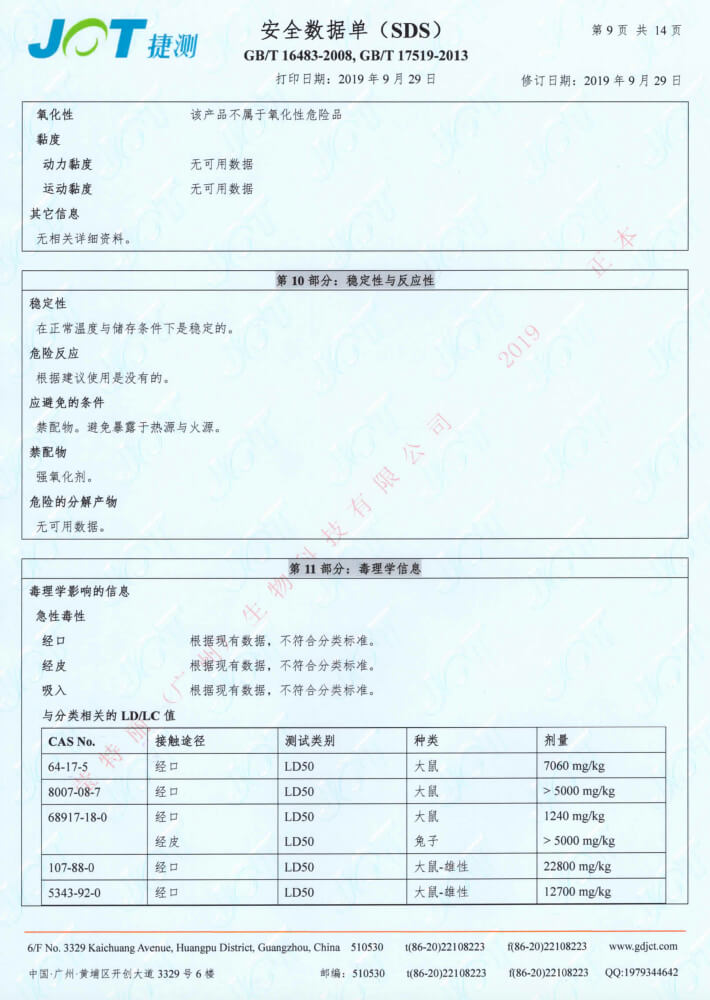 JCT 捷测
安全数据单（SDS）
第 9 页 共 14 页
GB/T 16483-2008, GB/T 17519-2013
打印日期：2019 年 9 月 29 日
修订日期：2019 年 9 月 29 日
氧化性 该产品不属于氧化性危险品
黏度
动力黏度 无可用数据
运动黏度 无可用数据
其它信息
无相关详细资料。
第 10 部分：稳定性与反应性
稳定性
在正常温度与储存条件下是稳定的。
危险反应
根据建议使用是没有的。
应避免的条件
禁配物。避免暴露于热源与火源。
禁配物
强氧化剂。
危险的分解产物
无可用数据。
第 11 部分：毒理学信息
毒理学影响的信息
急性毒性
经口 根据现有数据，不符合分类标准。
经皮 根据现有数据，不符合分类标准。
吸入 根据现有数据，不符合分类标准。
与分类相关的 LD/LC 值
CAS No. 接触途径 测试类别 种类 剂量
64-17-5 经口 LD50 大鼠 7060 mg/kg
8007-08-7 经口 LD50 大鼠 > 5000 mg/kg
68917-18-0 经口 LD50 大鼠 1240 mg/kg
经皮 LD50 兔子 > 5000 mg/kg
107-88-0 经口 LD50 大鼠-雄性 22800 mg/kg
5343-92-0 经口 LD50 大鼠-雄性 12700 mg/kg
6/F No. 3329 Kaichuang Avenue, Huangpu District, Guangzhou, China 510530 t(86-20)22108223 f(86-20)22108223 www.gdjct.com
中国·广州·黄埔区开创大道 3329 号 6 楼 邮编：510530 t(86-20)22108223 f(86-20)22108223 QQ:1979344642
特丽（广州）生物科技有限公司 2019 正本